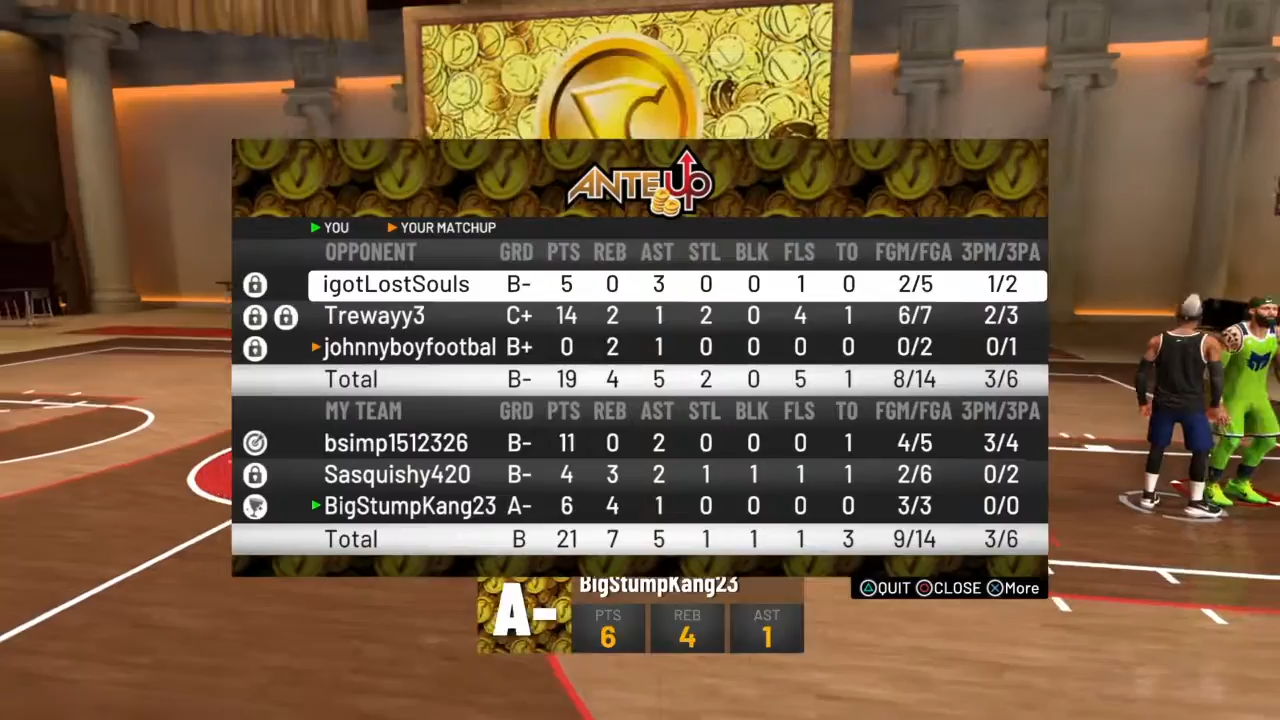 ANTE UP
YOU YOUR MATCHUP
OPPONENT GRD PTS REB AST STL BLK FLS TO FGM/FGA 3PM/3PA
igotLostSouls B- 5 0 3 0 0 1 0 2/5 1/2
Trewayy3 C+ 14 2 1 2 0 4 1 6/7 2/3
johnnyboyfootbal B+ 0 2 1 0 0 0 0 0/2 0/1
Total B- 19 4 5 2 0 5 1 8/14 3/6
MY TEAM GRD PTS REB AST STL BLK FLS TO FGM/FGA 3PM/3PA
bsimp1512326 B- 11 0 2 0 0 0 1 4/5 3/4
Sasquishy420 B- 4 3 2 1 1 1 1 2/6 0/2
BigStumpKang23 A- 6 4 1 0 0 0 0 3/3 0/0
Total B 21 7 5 1 1 1 3 9/14 3/6
QUIT CLOSE More
BigStumpKang23
A-
PTS REB AST
6 4 1